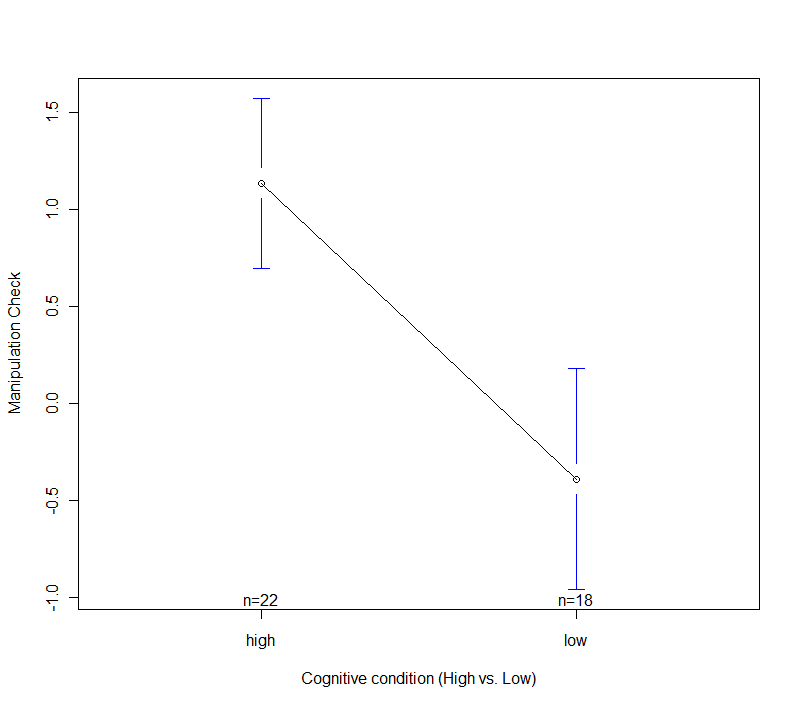 Manipulation Check
1.5
1.0
0.5
0.0
-0.5
-1.0
n=22
n=18
high
low
Cognitive condition (High vs. Low)